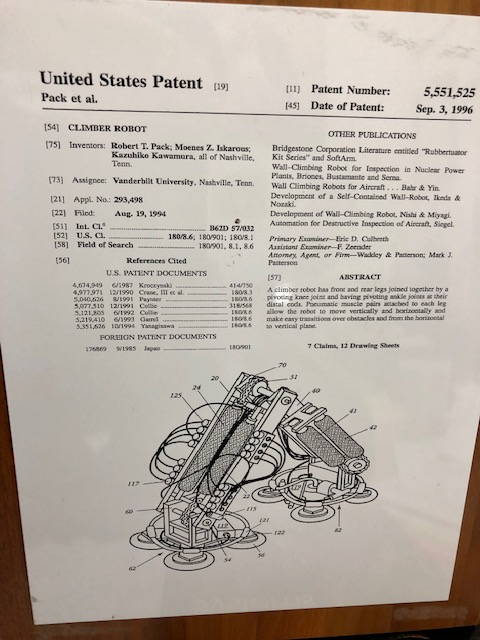 United States Patent [19]
Pack et al.
[11] Patent Number: 5,551,525
[45] Date of Patent: Sep. 3, 1996
[54] CLIMBER ROBOT
[75] Inventors: Robert T. Pack; Moenes Z. Iskarous;
Kazuhiko Kawamura, all of Nashville,
Tenn.
[73] Assignee: Vanderbilt University, Nashville, Tenn.
[21] Appl. No.: 293,498
[22] Filed: Aug. 19, 1994
[51] Int. Cl.6 B62D 57/032
[52] U.S. Cl. 180/8.6; 180/901; 180/8.1
[58] Field of Search 180/901, 8.1, 8.6
[56] References Cited
U.S. PATENT DOCUMENTS
4,674,949 6/1987 Kroczynski 414/750
4,977,971 12/1990 Crane, III et al. 180/8.3
5,040,626 8/1991 Paynter 180/8.6
5,077,510 12/1991 Collie 318/568
5,121,805 6/1992 Collie 180/8.6
5,219,410 6/1993 Garrel 180/8.6
5,351,626 10/1994 Yanagisawa 180/8.6
FOREIGN PATENT DOCUMENTS
176869 9/1985 Japan 180/901
OTHER PUBLICATIONS
Bridgestone Corporation Literature entitled "Rubbertuator
Kit Series" and SoftArm.
Wall-Climbing Robot for Inspection in Nuclear Power
Plants, Briones, Bustamante and Serna.
Wall Climbing Robots for Aircraft . . . Bahr & Yin.
Development of a Self-Contained Wall-Robot, Ikeda &
Nozaki.
Development of Wall-Climbing Robot, Nishi & Miyagi.
Automation for Destructive Inspection of Aircraft, Siegel.
Primary Examiner—Eric D. Culbreth
Assistant Examiner—F. Zeender
Attorney, Agent, or Firm—Waddey & Patterson; Mark J.
Patterson
[57] ABSTRACT
A climber robot has front and rear legs joined together by a
pivoting knee joint and having pivoting ankle joints at their
distal ends. Pneumatic muscle pairs attached to each leg
allow the robot to move vertically and horizontally and
make easy transitions over obstacles and from the horizontal
to vertical plane.
7 Claims, 12 Drawing Sheets
70
20
31
24
40
125
41
42
117
22
60
115
121
122
112
62
54
56
62